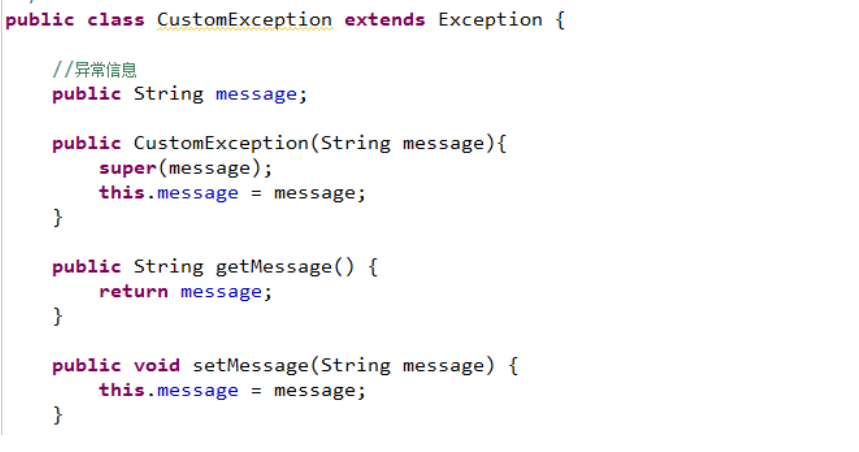 public class CustomException extends Exception {
//异常信息
public String message;
public CustomException(String message){
super(message);
this.message = message;
}
public String getMessage() {
return message;
}
public void setMessage(String message) {
this.message = message;
}